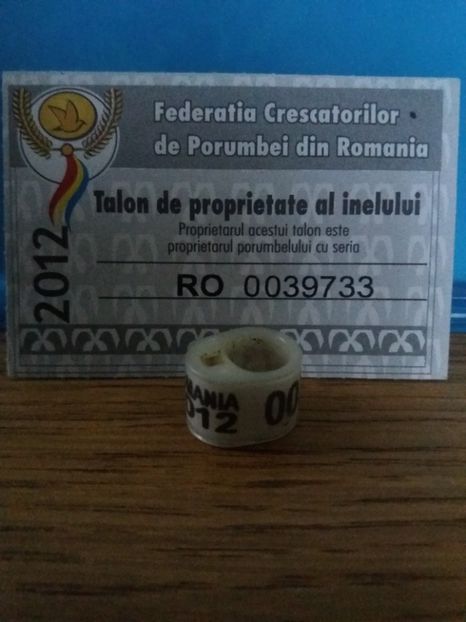 Federatia Crescatorilor
de Porumbei din Romania
Talon de proprietate al inelului
Proprietarul acestui talon este
proprietarul porumbelului cu seria
2012
RO 0039733
MANIA 00
012